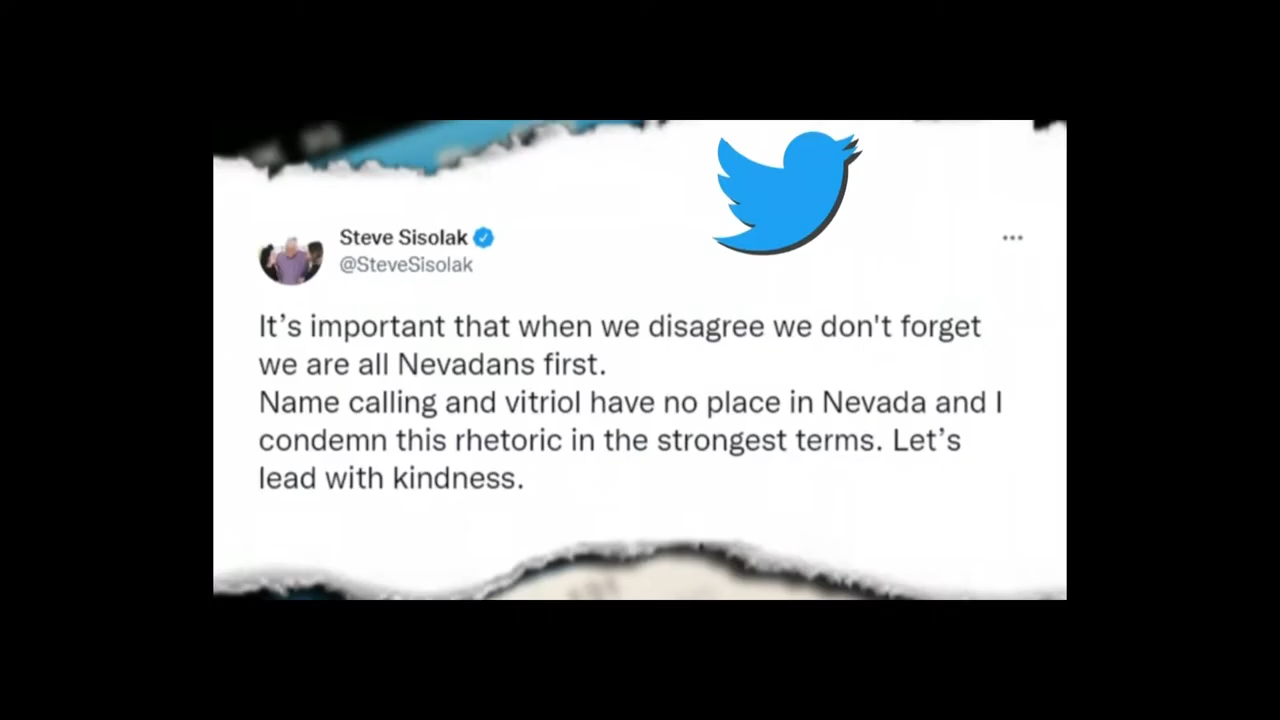 Steve Sisolak
@SteveSisolak
It’s important that when we disagree we don't forget
we are all Nevadans first.
Name calling and vitriol have no place in Nevada and I
condemn this rhetoric in the strongest terms. Let’s
lead with kindness.